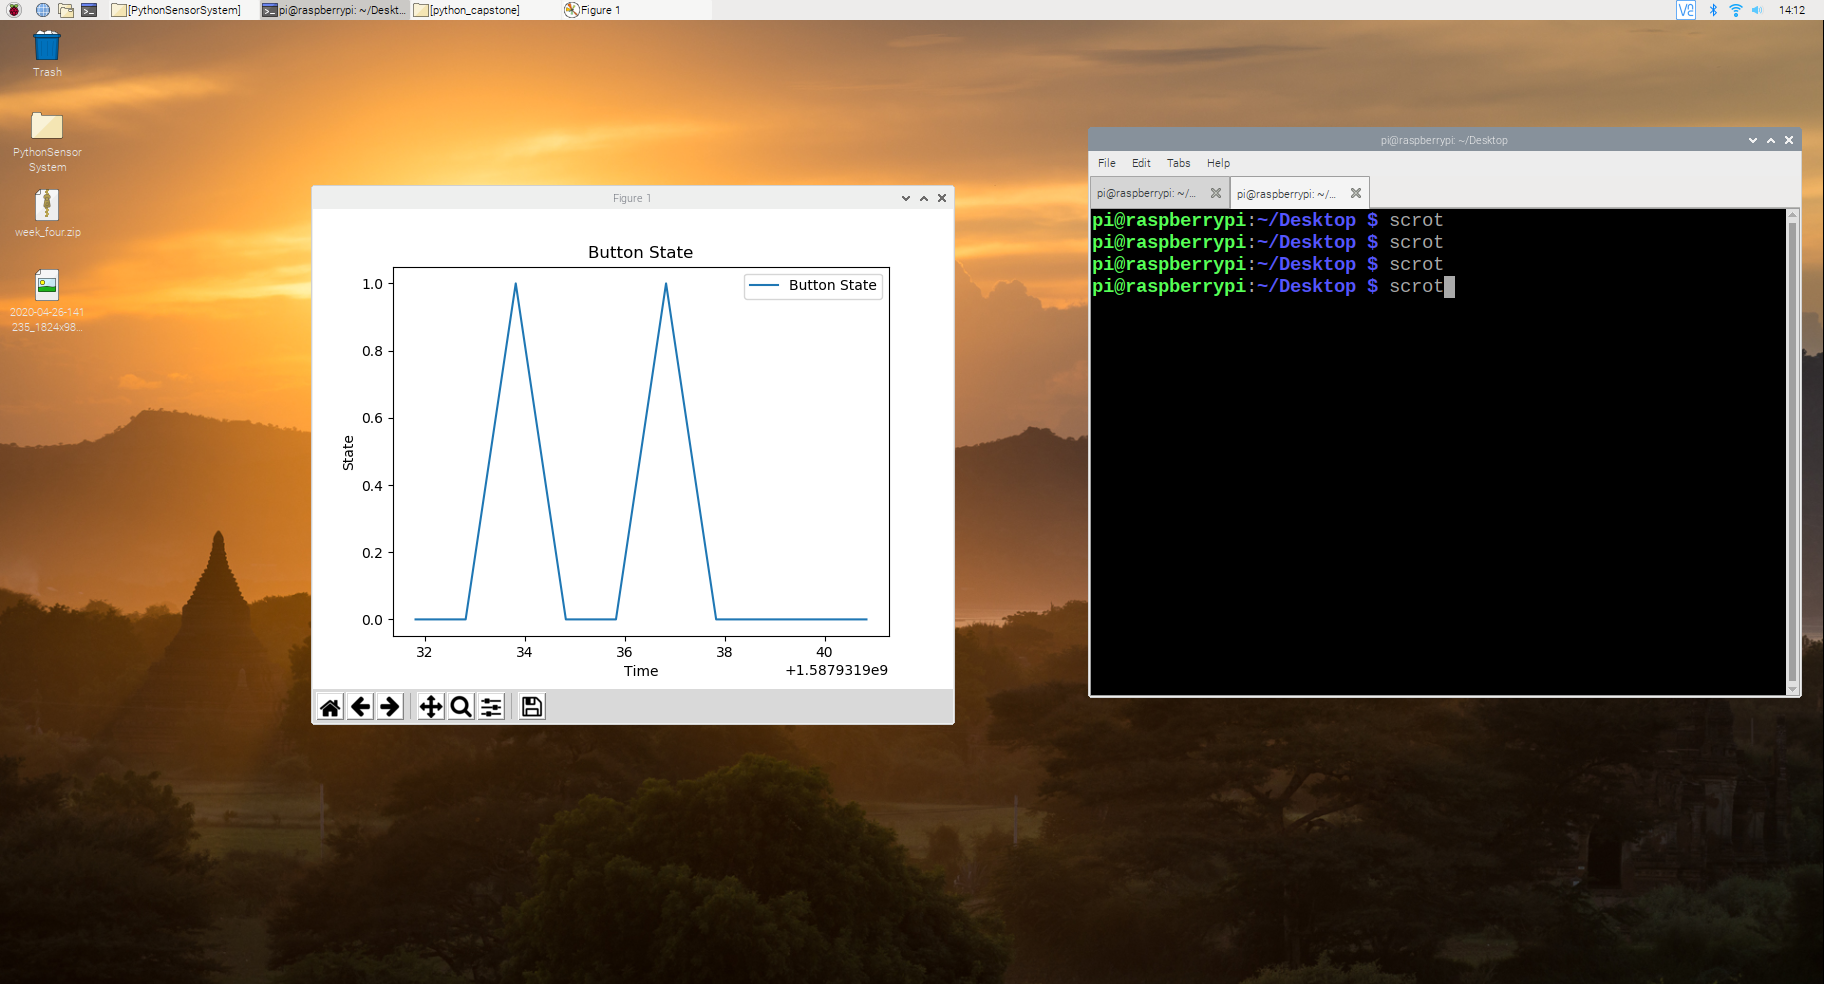 [PythonSensorSystem]
pi@raspberrypi: ~/Deskt...
[python_capstone]
Figure 1
V2
14:12
Trash
PythonSensor
System
week_four.zip
2020-04-26-141
235_1824x98...
Figure 1
Button State
Button State
1.0
0.8
0.6
0.4
0.2
0.0
State
32
34
36
38
40
Time
+1.5879319e9
pi@raspberrypi: ~/Desktop
File Edit Tabs Help
pi@raspberrypi: ~/...
pi@raspberrypi: ~/...
pi@raspberrypi:~/Desktop $ scrot
pi@raspberrypi:~/Desktop $ scrot
pi@raspberrypi:~/Desktop $ scrot
pi@raspberrypi:~/Desktop $ scrot